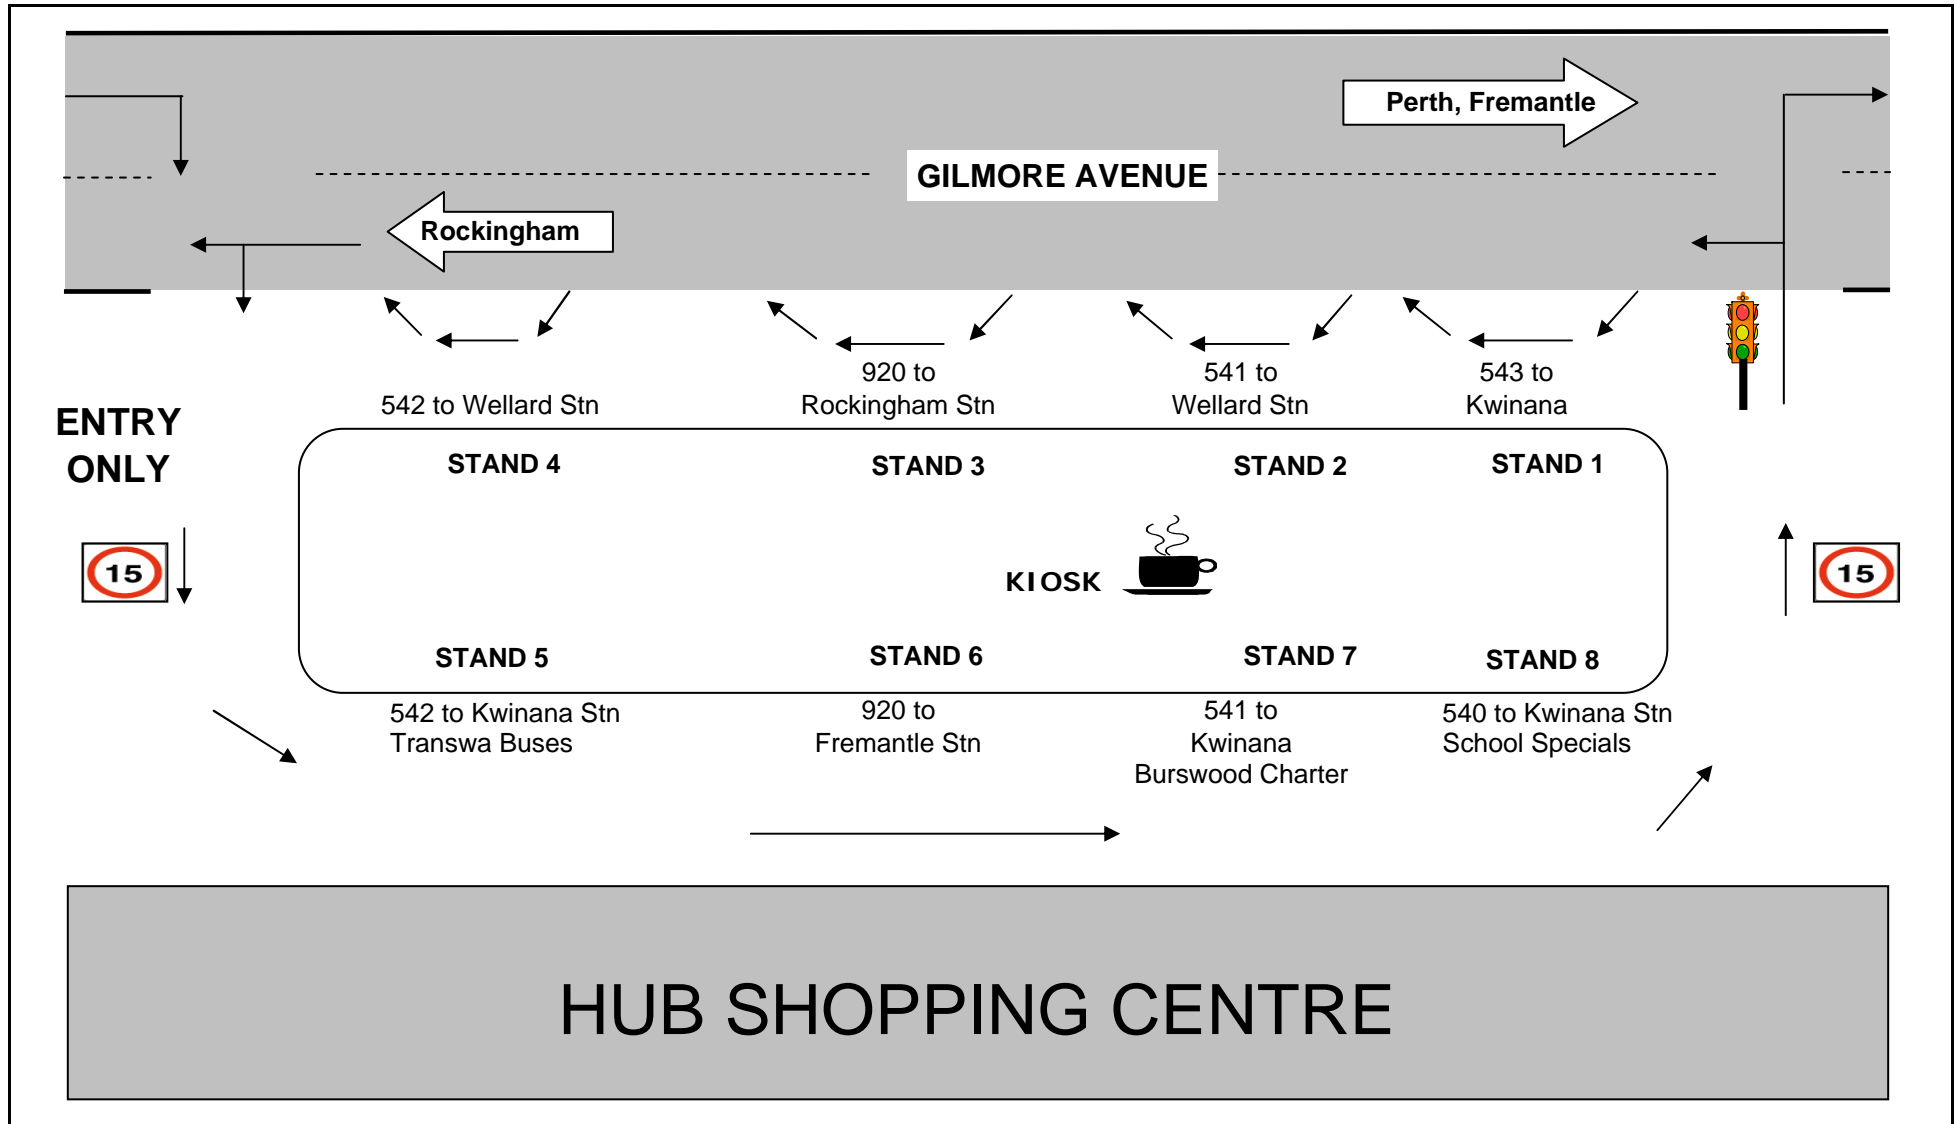 Perth, Fremantle
GILMORE AVENUE
Rockingham
542 to Wellard Stn
920 to
Rockingham Stn
541 to
Wellard Stn
543 to
Kwinana
ENTRY
ONLY
STAND 4
STAND 3
STAND 2
STAND 1
15
KIOSK
15
STAND 5
STAND 6
STAND 7
STAND 8
542 to Kwinana Stn
Transwa Buses
920 to
Fremantle Stn
541 to
Kwinana
Burswood Charter
540 to Kwinana Stn
School Specials
HUB SHOPPING CENTRE